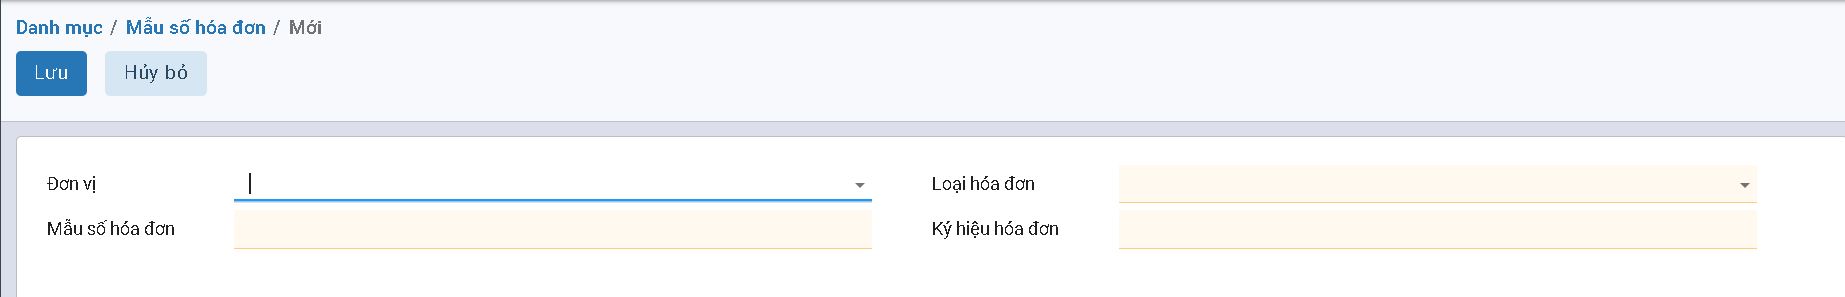 Danh mục / Mẫu số hóa đơn / Mới
Lưu Hủy bỏ
Đơn vị Loại hóa đơn
Mẫu số hóa đơn Ký hiệu hóa đơn